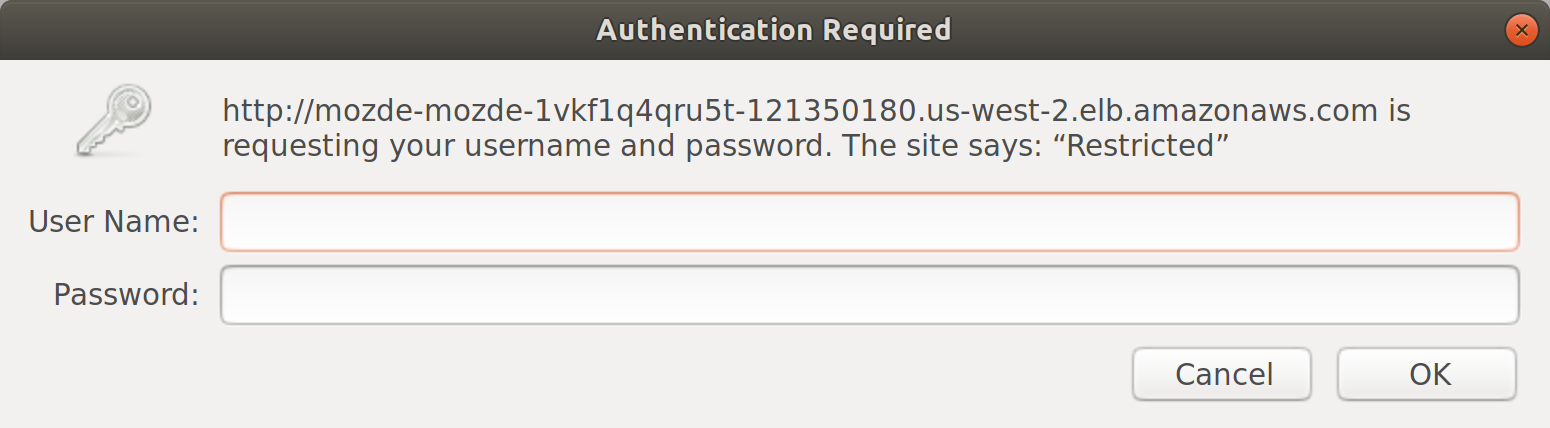 Authentication Required
http://mozde-mozde-1vkf1q4qru5t-121350180.us-west-2.elb.amazonaws.com is
requesting your username and password. The site says: “Restricted”
User Name:
Password:
Cancel OK